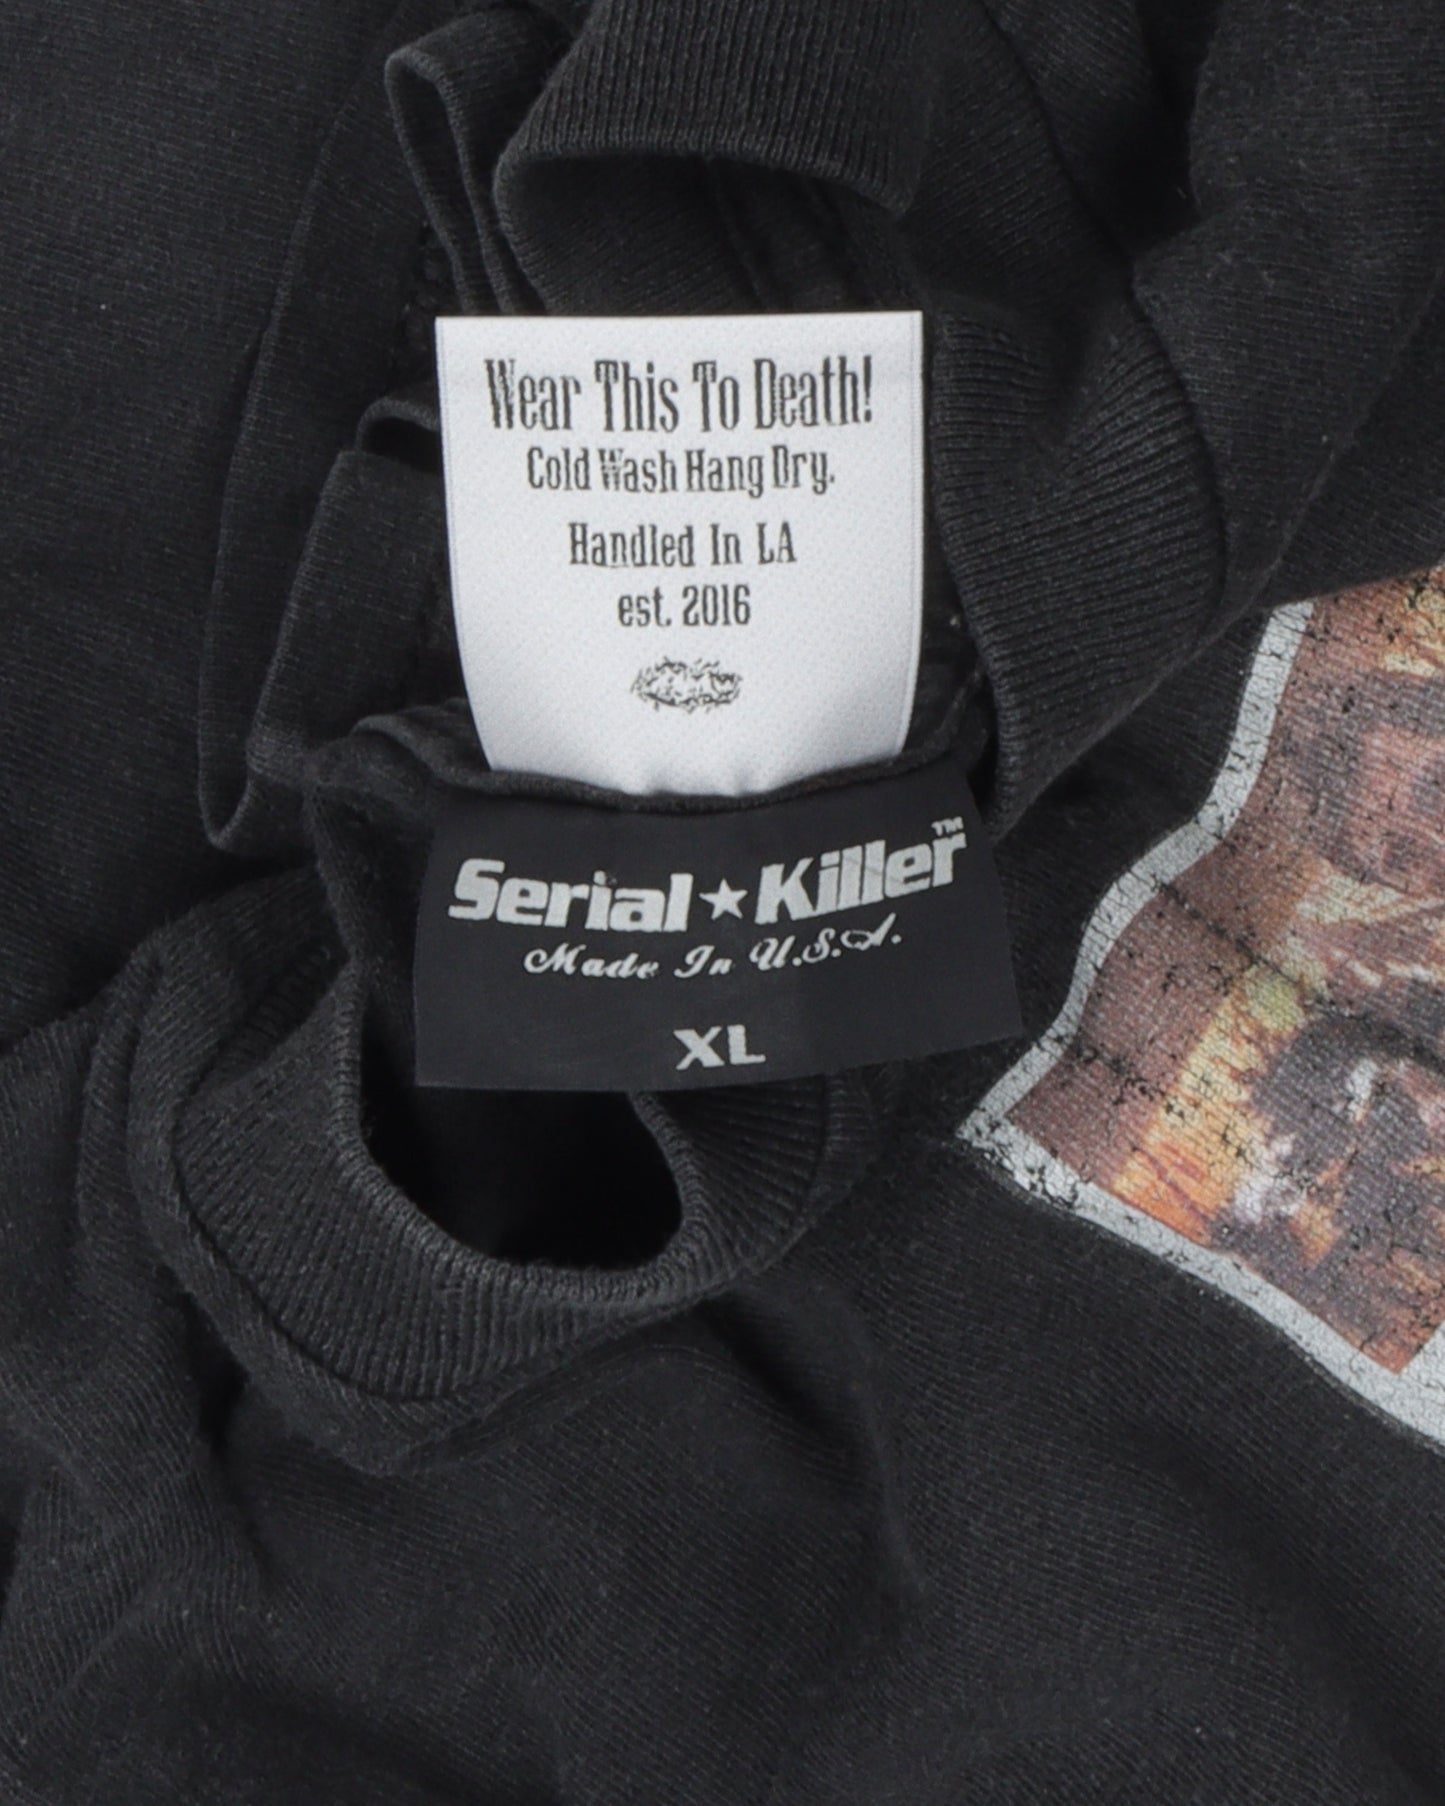 Wear This To Death!
Cold Wash Hang Dry.
Handled In LA
est. 2016
Serial★Killer™
Made In U.S.A.
XL